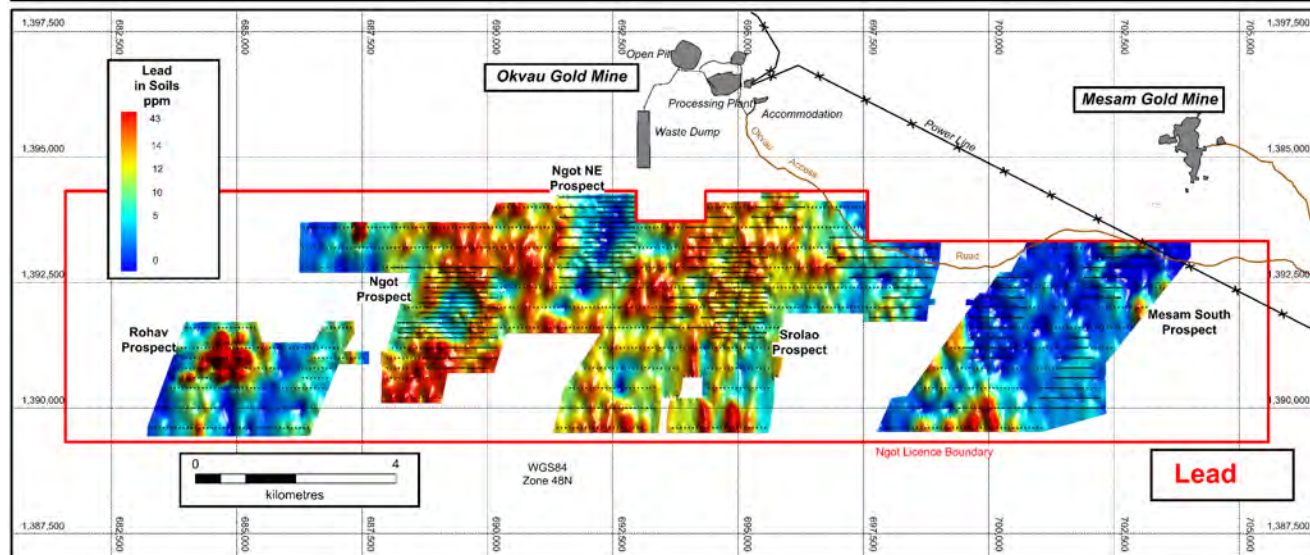 682,500
685,000
687,500
690,000
692,500
695,000
697,500
700,000
702,500
705,000
1,397,500
1,397,500
Lead
in Soils
ppm
43
14
12
10
5
0
Open Pit
Okvau Gold Mine
Processing Plant
Accommodation
Waste Dump
Mesam Gold Mine
Power Line
1,395,000
1,395,000
Okvau
Access
Road
Ngot NE
Prospect
1,392,500
1,392,500
Ngot
Prospect
Mesam South
Prospect
Rohav
Prospect
Srolao
Prospect
1,390,000
1,390,000
Ngot Licence Boundary
0 4
kilometres
WGS84
Zone 48N
Lead
1,387,500
1,387,500
682,500
685,000
687,500
690,000
692,500
695,000
697,500
700,000
702,500
705,000